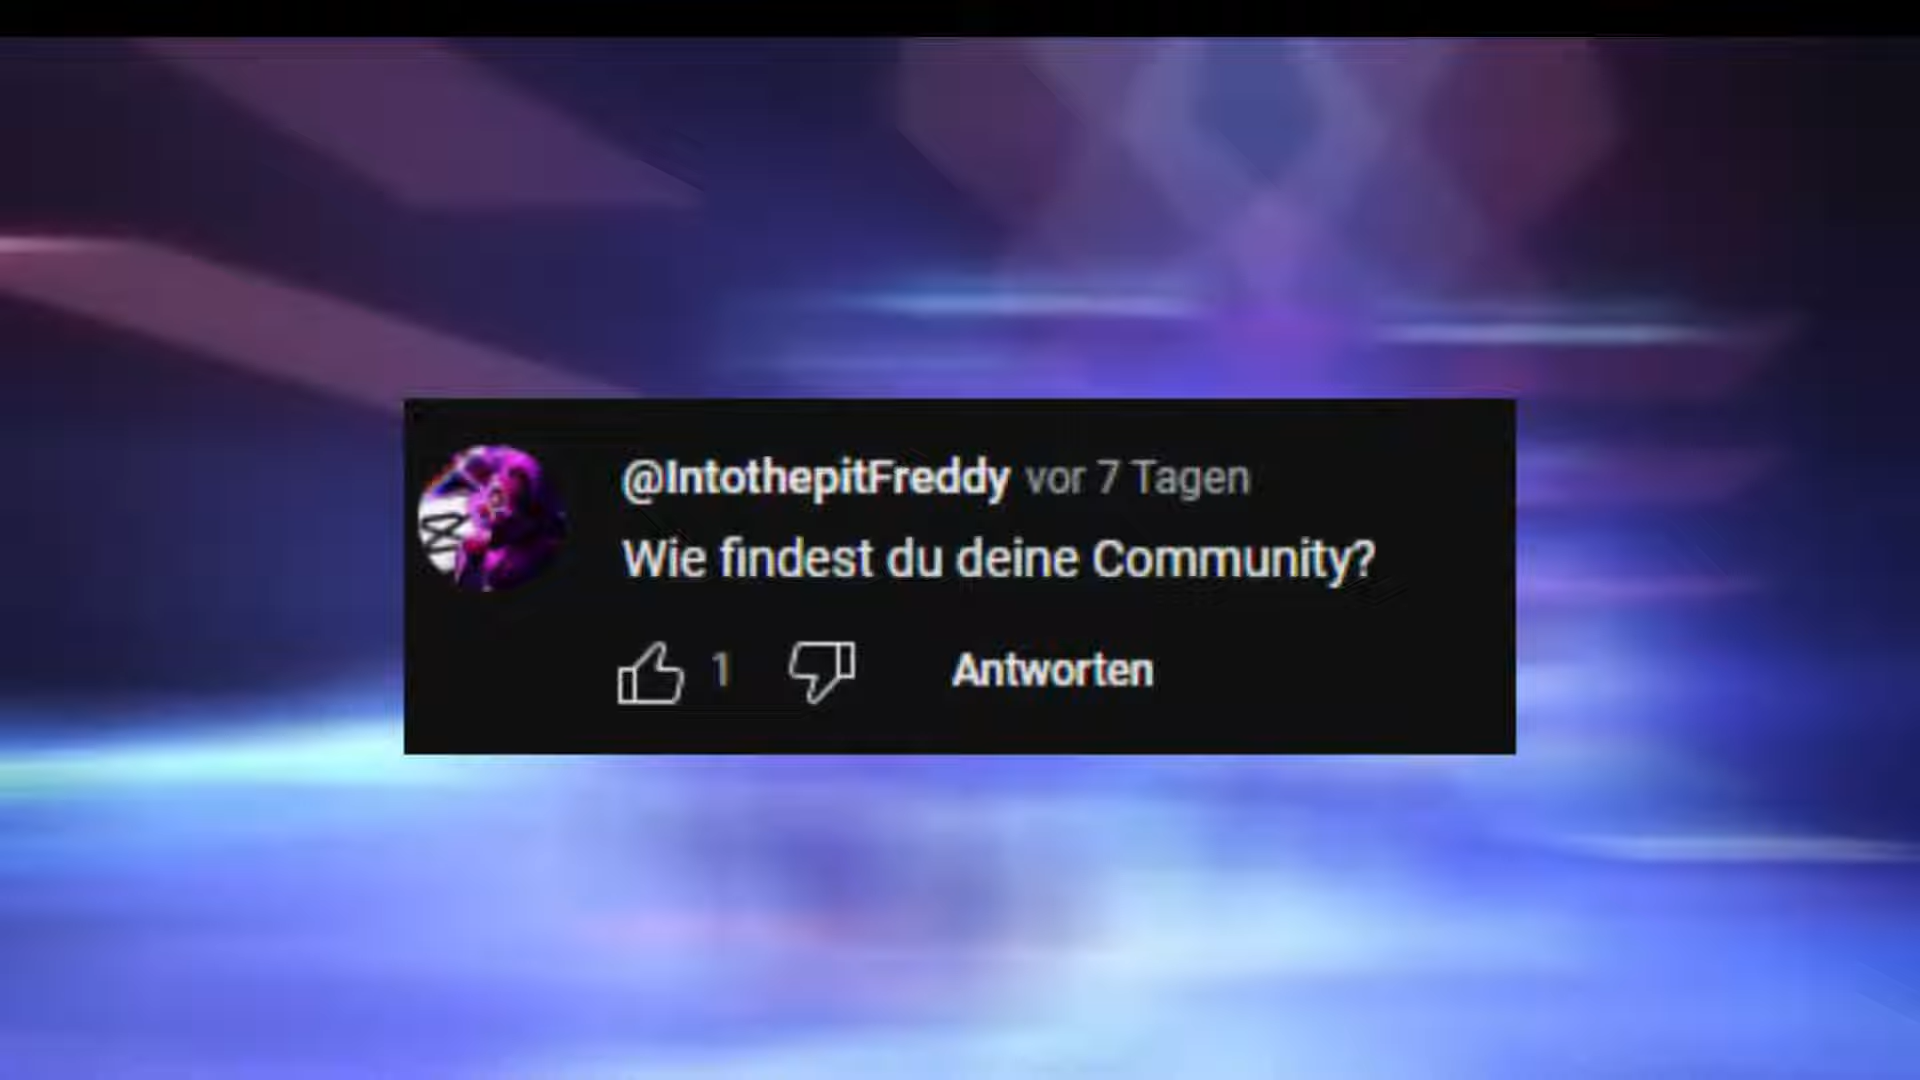 @IntothepitFreddy vor 7 Tagen
Wie findest du deine Community?
1 Antworten